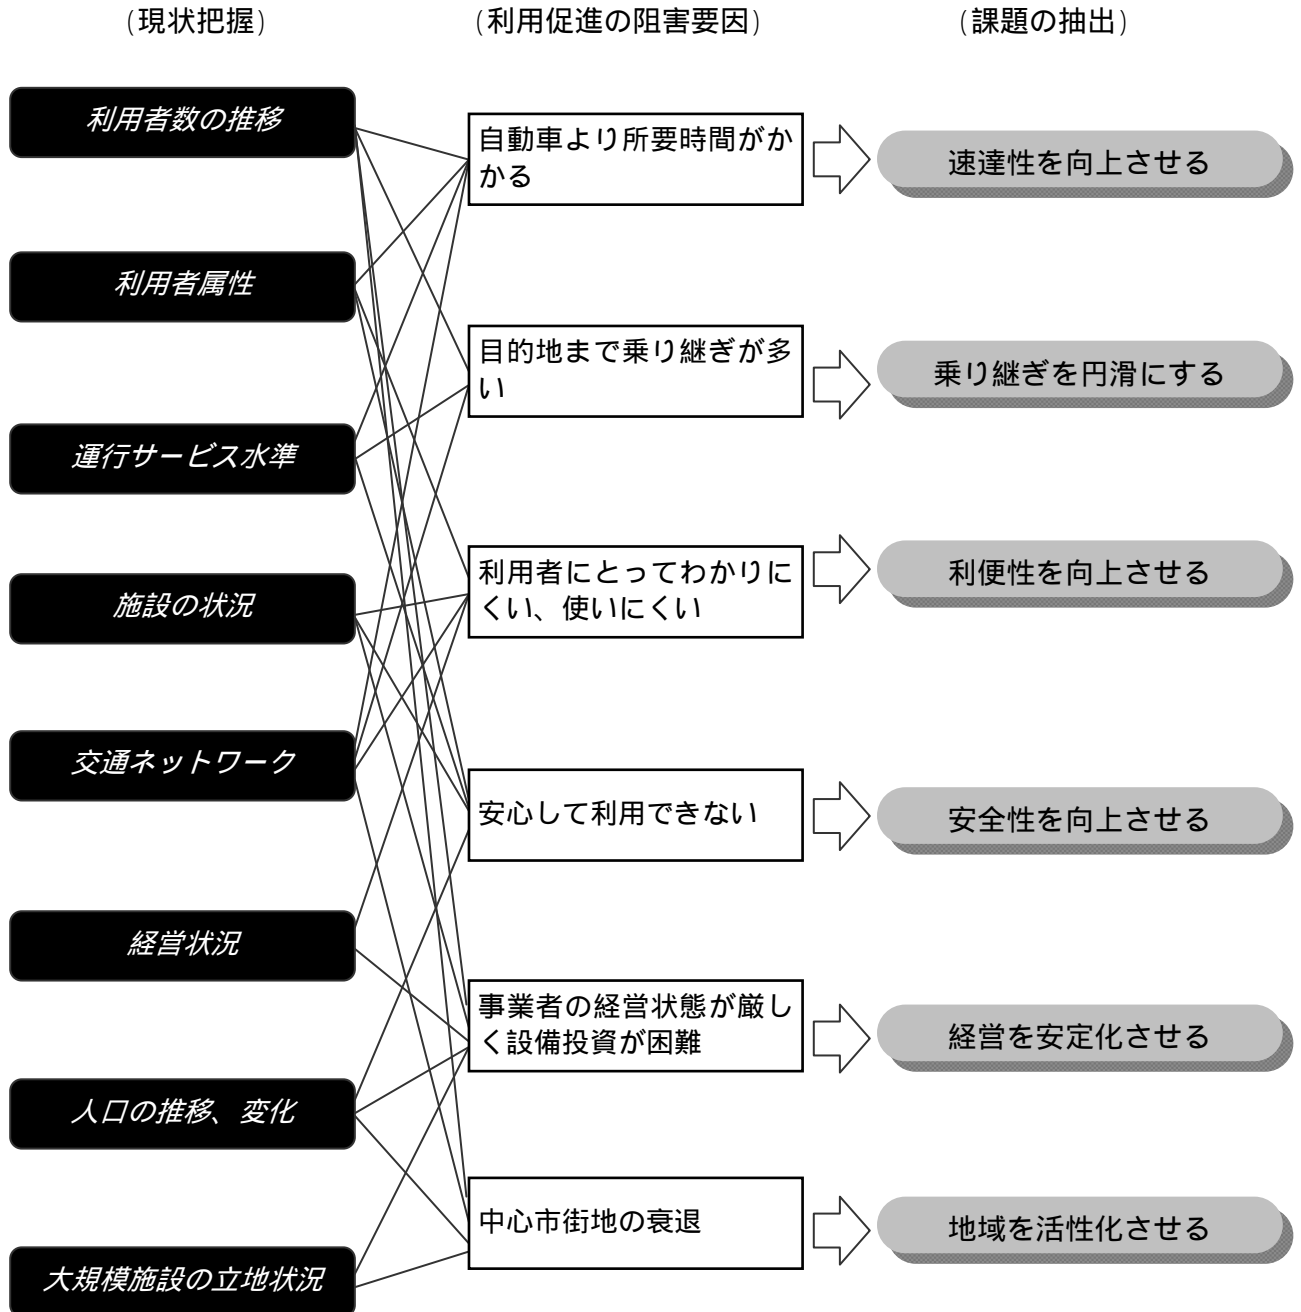 (現状把握)
(利用促進の阻害要因)
(課題の抽出)
利用者数の推移
利用者属性
運行サービス水準
施設の状況
交通ネットワーク
経営状況
人口の推移、変化
大規模施設の立地状況
自動車より所要時間がか
かる
目的地まで乗り継ぎが多
い
利用者にとってわかりに
くい、使いにくい
安心して利用できない
事業者の経営状態が厳し
く設備投資が困難
中心市街地の衰退
速達性を向上させる
乗り継ぎを円滑にする
利便性を向上させる
安全性を向上させる
経営を安定化させる
地域を活性化させる